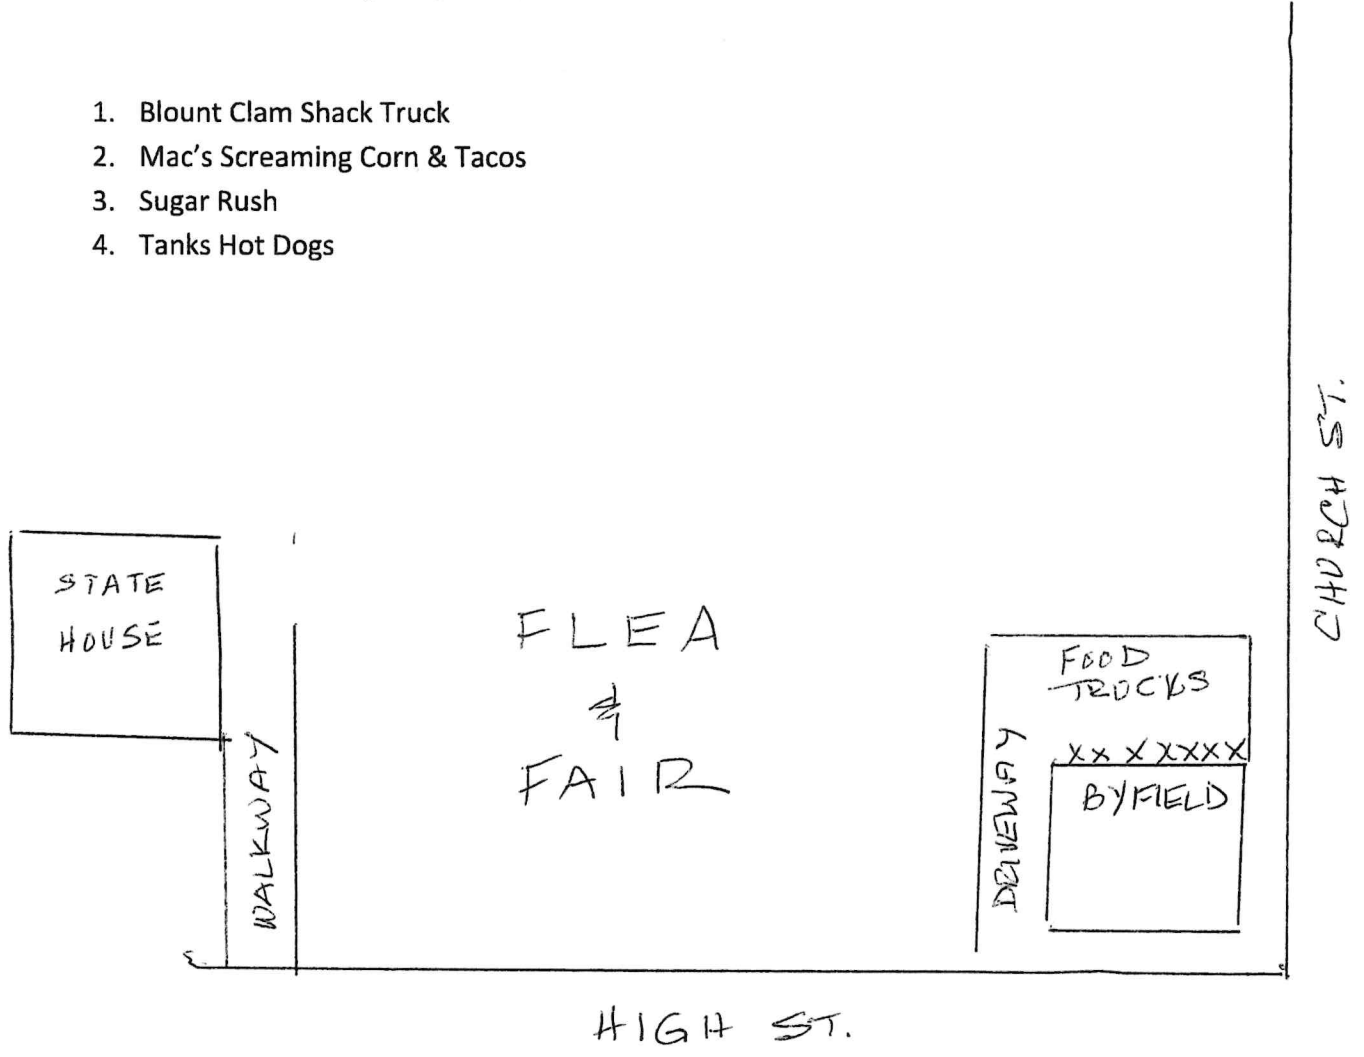 1. Blount Clam Shack Truck
2. Mac's Screaming Corn & Tacos
3. Sugar Rush
4. Tanks Hot Dogs
CHURCH ST.
STATE
HOUSE
WALKWAY
FLEA
&
FAIR
FOOD
TRUCKS
XX X XXXX
DRIVEWAY
BYFIELD
HIGH ST.